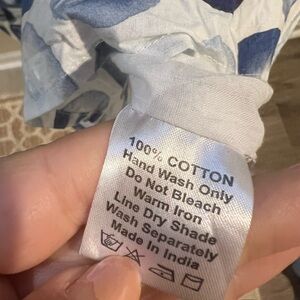 100% COTTON
Hand Wash Only
Do Not Bleach
Warm Iron
Line Dry Shade
Wash Separately
Made In India